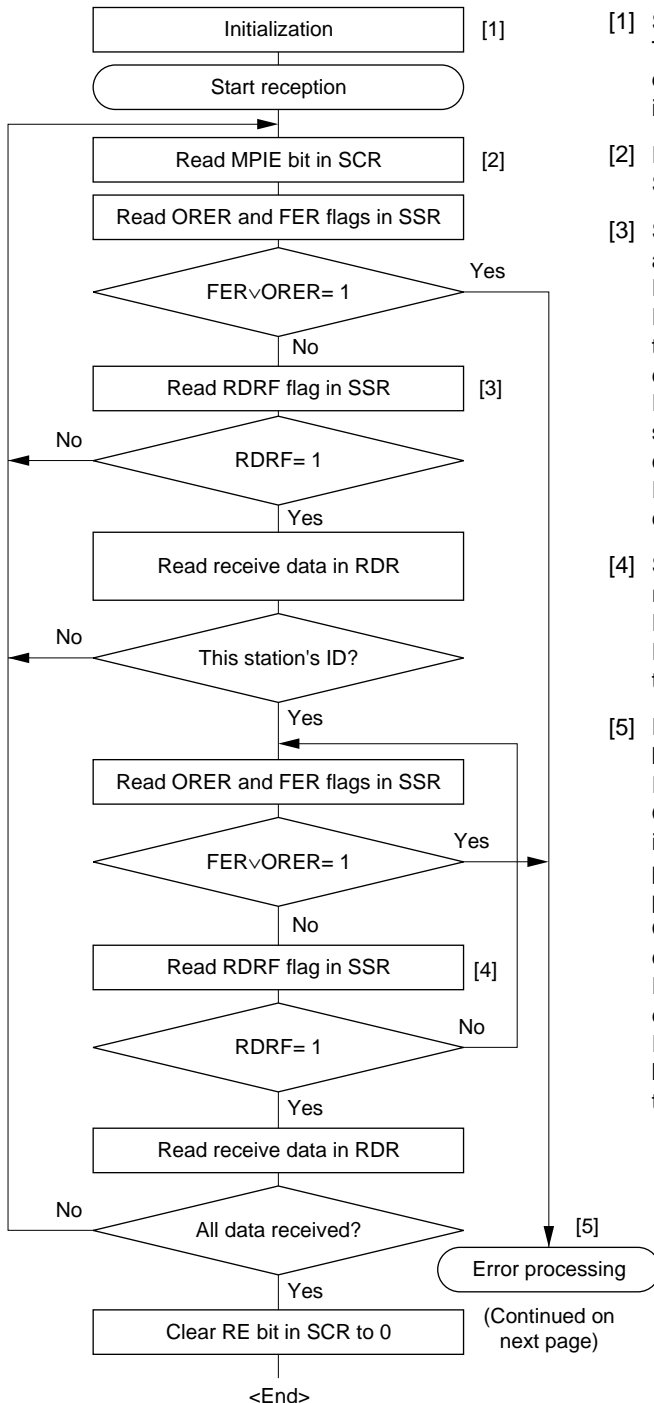 Initialization [1]
Start reception
Read MPIE bit in SCR [2]
Read ORER and FER flags in SSR
FER∨ORER= 1
Yes
No
Read RDRF flag in SSR [3]
No
RDRF= 1
Yes
Read receive data in RDR
No
This station's ID?
Yes
Read ORER and FER flags in SSR
FER∨ORER= 1
Yes
No
Read RDRF flag in SSR [4]
No
RDRF= 1
Yes
Read receive data in RDR
No
All data received?
[5]
Error processing
Yes
(Continued on
next page)
Clear RE bit in SCR to 0
<End>
[1]
[2]
[3]
[4]
[5]